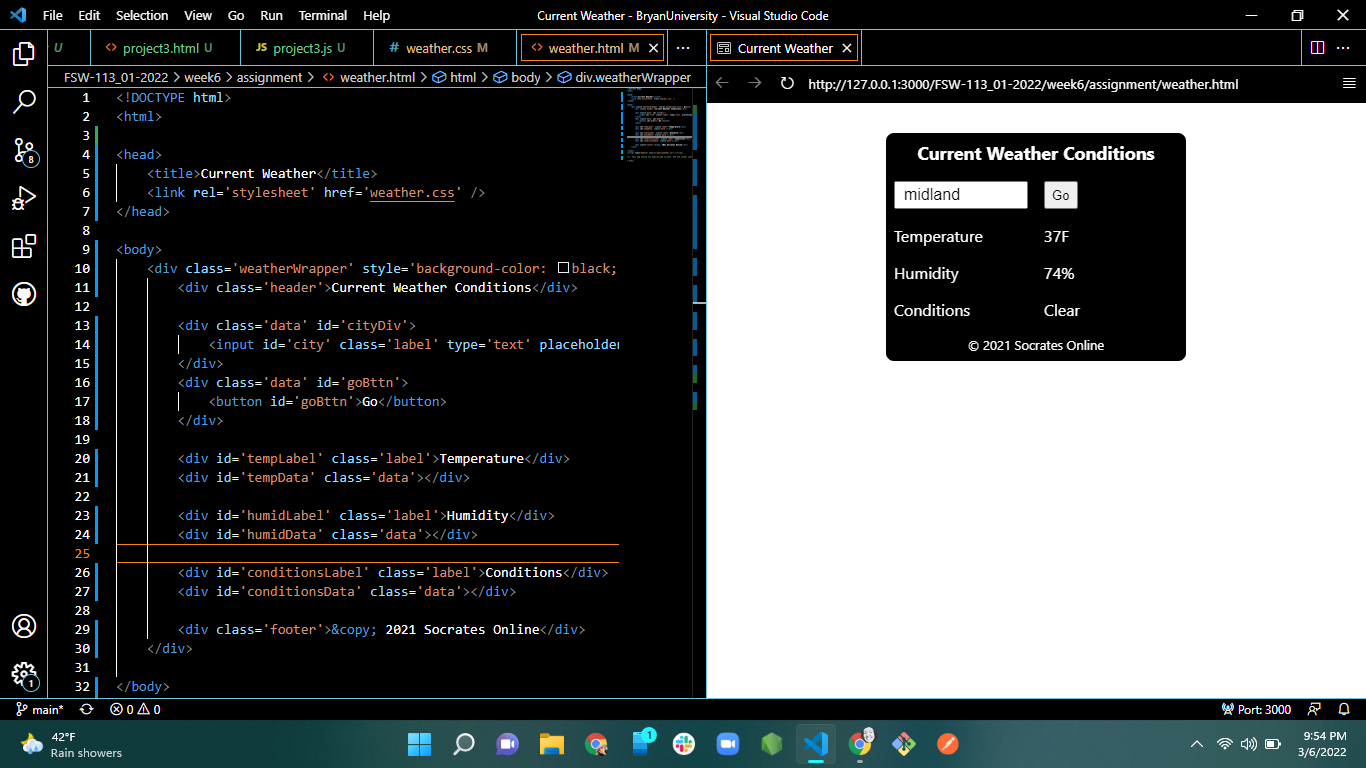 File Edit Selection View Go Run Terminal Help Current Weather - BryanUniversity - Visual Studio Code
U project3.html U JS project3.js U # weather.css M <> weather.html M ... Current Weather ...
FSW-113_01-2022 > week6 > assignment > <> weather.html > html > body > div.weatherWrapper
http://127.0.0.1:3000/FSW-113_01-2022/week6/assignment/weather.html
1 <!DOCTYPE html>
2 <html>
3
4 <head>
5 <title>Current Weather</title>
6 <link rel='stylesheet' href='weather.css' />
7 </head>
8
9 <body>
10 <div class='weatherWrapper' style='background-color: black;
11 <div class='header'>Current Weather Conditions</div>
12
13 <div class='data' id='cityDiv'>
14 <input id='city' class='label' type='text' placeholder
15 </div>
16 <div class='data' id='goBttn'>
17 <button id='goBttn'>Go</button>
18 </div>
19
20 <div id='tempLabel' class='label'>Temperature</div>
21 <div id='tempData' class='data'></div>
22
23 <div id='humidLabel' class='label'>Humidity</div>
24 <div id='humidData' class='data'></div>
25
26 <div id='conditionsLabel' class='label'>Conditions</div>
27 <div id='conditionsData' class='data'></div>
28
29 <div class='footer'>&copy; 2021 Socrates Online</div>
30 </div>
31
32 </body>
Current Weather Conditions
midland Go
Temperature 37F
Humidity 74%
Conditions Clear
© 2021 Socrates Online
8
1
main* 0 0 Port: 3000
42°F
Rain showers
1
9:54 PM
3/6/2022